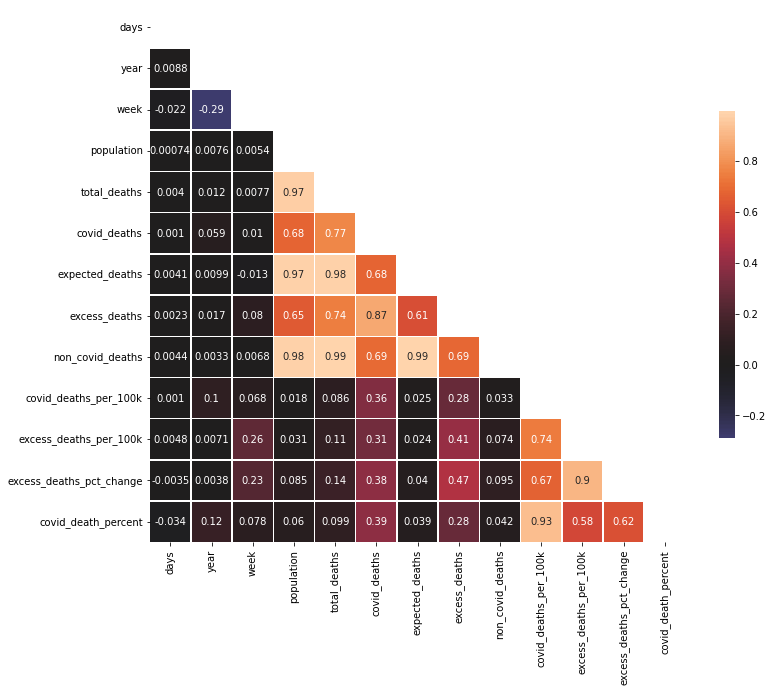 days
year 0.0088
week -0.022 -0.29
population 0.00074 0.0076 0.0054
total_deaths 0.004 0.012 0.0077 0.97
covid_deaths 0.001 0.059 0.01 0.68 0.77
expected_deaths 0.0041 0.0099 -0.013 0.97 0.98 0.68
excess_deaths 0.0023 0.017 0.08 0.65 0.74 0.87 0.61
non_covid_deaths 0.0044 0.0033 0.0068 0.98 0.99 0.69 0.99 0.69
covid_deaths_per_100k 0.001 0.1 0.068 0.018 0.086 0.36 0.025 0.28 0.033
excess_deaths_per_100k 0.0048 0.0071 0.26 0.031 0.11 0.31 0.024 0.41 0.074 0.74
excess_deaths_pct_change -0.0035 0.0038 0.23 0.085 0.14 0.38 0.04 0.47 0.095 0.67 0.9
covid_death_percent -0.034 0.12 0.078 0.06 0.099 0.39 0.039 0.28 0.042 0.93 0.58 0.62
days
year
week
population
total_deaths
covid_deaths
expected_deaths
excess_deaths
non_covid_deaths
covid_deaths_per_100k
excess_deaths_per_100k
excess_deaths_pct_change
covid_death_percent
0.8
0.6
0.4
0.2
0.0
−0.2